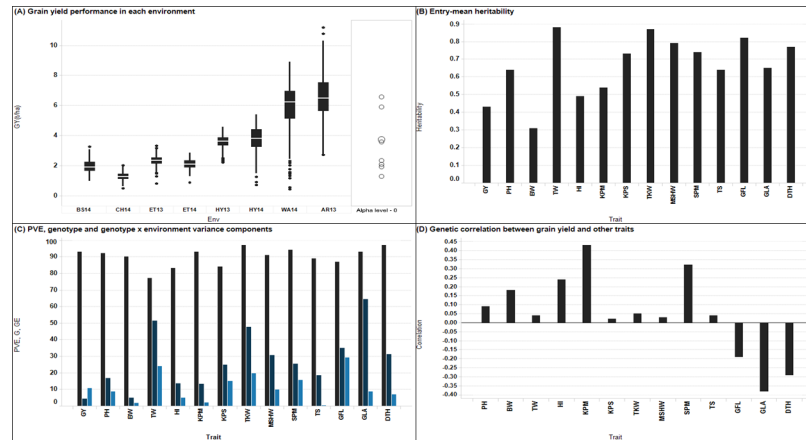 (A) Grain yield performance in each environment
GY(t/ha)
10
8
6
4
2
0
BS14 CH14 ET13 ET14 HY13 HY14 WA14 AR13 Alpha level - 0
Env
(B) Entry-mean heritability
Heritability
0.9
0.8
0.7
0.6
0.5
0.4
0.3
0.2
0.1
0.0
GY PH BW TW HI KPM KPS TKW MSHW SPM TS GFL GLA DTH
Trait
(C) PVE, genotype and genotype x environment variance components
PVE, G, GE
100
90
80
70
60
50
40
30
20
10
0
GY PH BW TW HI KPM KPS TKW MSHW SPM TS GFL GLA DTH
Trait
(D) Genetic correlation between grain yield and other traits
Correlation
0.45
0.40
0.35
0.30
0.25
0.20
0.15
0.10
0.05
0.00
-0.05
-0.10
-0.15
-0.20
-0.25
-0.30
-0.35
-0.40
PH BW TW HI KPM KPS TKW MSHW SPM TS GFL GLA DTH
Trait